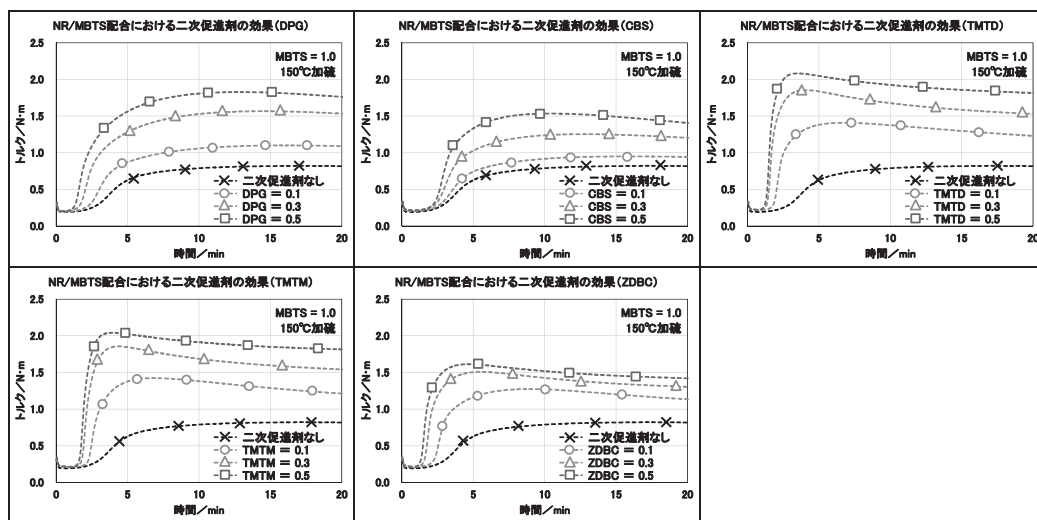 NR/MBTS配合における二次促進剤の効果(DPG)
MBTS = 1.0
150℃加硫
トルク/N・m
2.5
2.0
1.5
1.0
0.5
0.0
二次促進剤なし
DPG = 0.1
DPG = 0.3
DPG = 0.5
0 5 10 15 20
時間/min
NR/MBTS配合における二次促進剤の効果(CBS)
MBTS = 1.0
150℃加硫
トルク/N・m
2.5
2.0
1.5
1.0
0.5
0.0
二次促進剤なし
CBS = 0.1
CBS = 0.3
CBS = 0.5
0 5 10 15 20
時間/min
NR/MBTS配合における二次促進剤の効果(TMTD)
MBTS = 1.0
150℃加硫
トルク/N・m
2.5
2.0
1.5
1.0
0.5
0.0
二次促進剤なし
TMTD = 0.1
TMTD = 0.3
TMTD = 0.5
0 5 10 15 20
時間/min
NR/MBTS配合における二次促進剤の効果(TMTM)
MBTS = 1.0
150℃加硫
トルク/N・m
2.5
2.0
1.5
1.0
0.5
0.0
二次促進剤なし
TMTM = 0.1
TMTM = 0.3
TMTM = 0.5
0 5 10 15 20
時間/min
NR/MBTS配合における二次促進剤の効果(ZDBC)
MBTS = 1.0
150℃加硫
トルク/N・m
2.5
2.0
1.5
1.0
0.5
0.0
二次促進剤なし
ZDBC = 0.1
ZDBC = 0.3
ZDBC = 0.5
0 5 10 15 20
時間/min